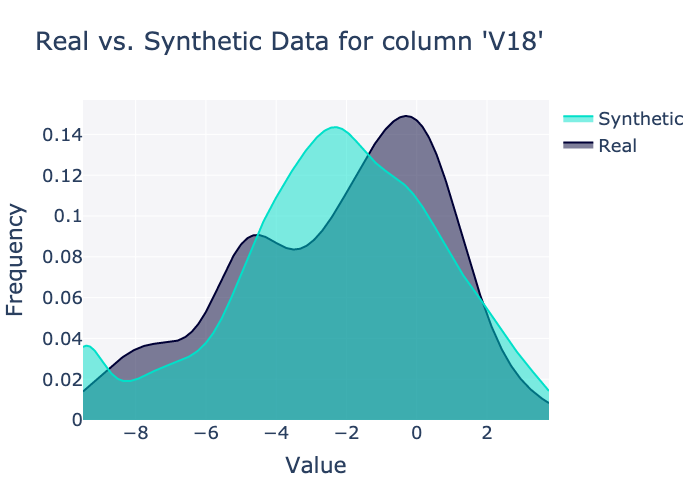 Real vs. Synthetic Data for column 'V18'
Synthetic
Real
0.14
0.12
0.1
0.08
0.06
0.04
0.02
0
Frequency
−8
−6
−4
−2
0
2
Value